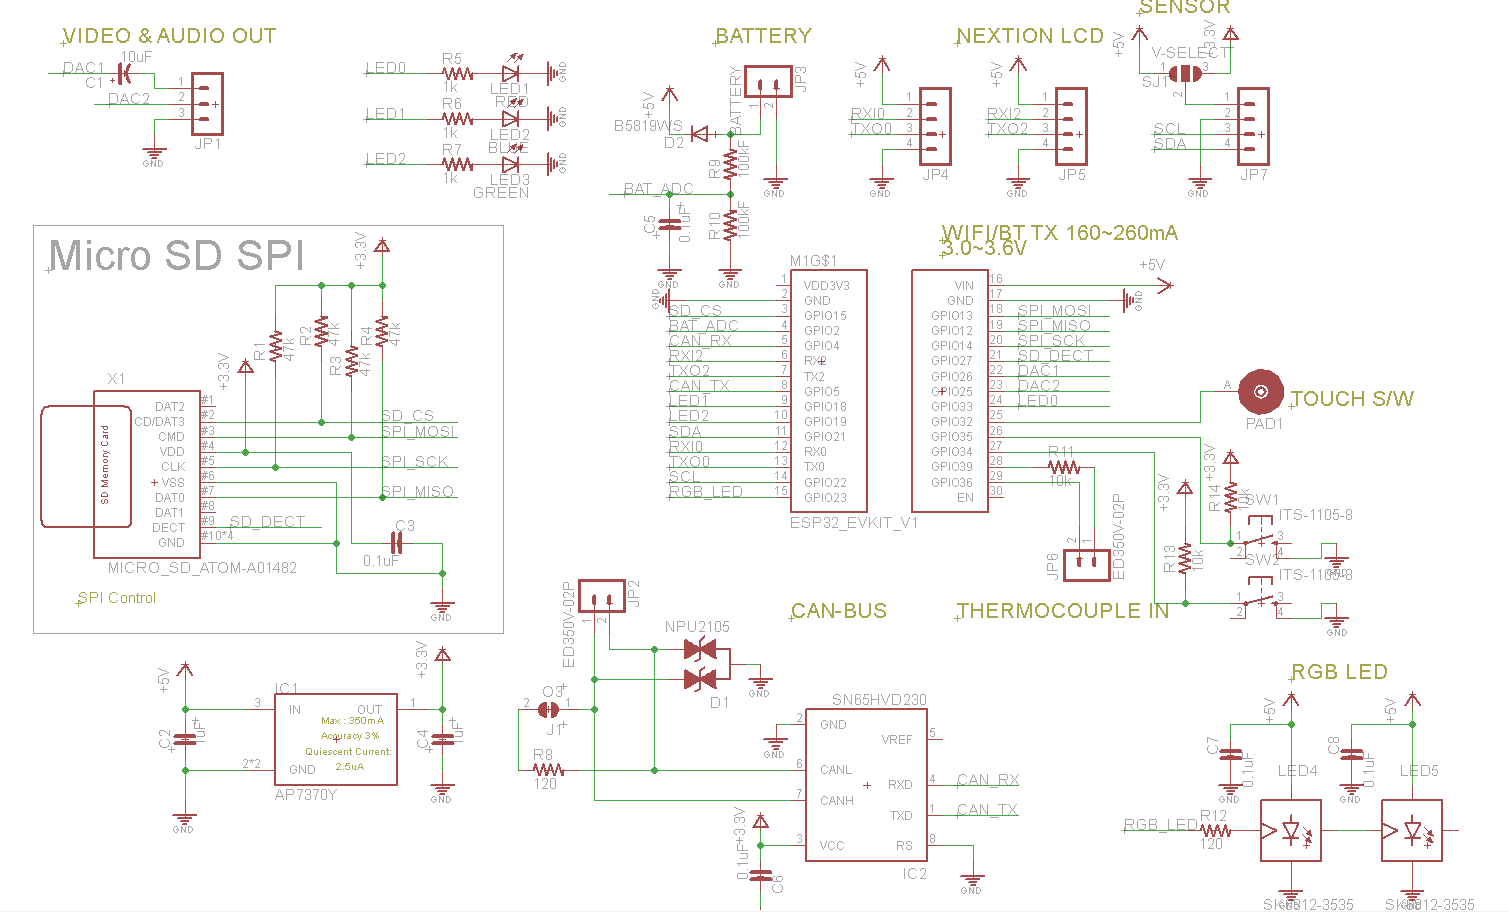 VIDEO & AUDIO OUT
DAC1
10uF
C1
DAC2
1
2
3
JP1
GND
LED0
R5
1k
LED1
RED
GND
LED1
R6
1k
LED2
BLUE
GND
LED2
R7
1k
LED3
GREEN
GND
BATTERY
+5V
BATTERY
JP3
1
2
B5819WS
D2
R9
100kF
GND
BAT_ADC
C5
0.1uF
R10
100kF
GND
GND
+5V
RXI0
TXO0
1
2
3
4
JP4
GND
NEXTION LCD
+5V
RXI2
TXO2
1
2
3
4
JP5
GND
SENSOR
+5V
+3.3V
V-SELECT
SJ1
1
3
2
SCL
SDA
1
2
3
4
JP7
GND
Micro SD SPI
+3.3V
R1
47k
R2
47k
R3
47k
R4
47k
+3.3V
X1
SD Memory Card
DAT2
#1
CD/DAT3
#2
SD_CS
CMD
#3
SPI_MOSI
VDD
#4
CLK
#5
SPI_SCK
VSS
#6
DAT0
#7
SPI_MISO
DAT1
#8
DECT
#9
SD_DECT
GND
#10*4
C3
0.1uF
MICRO_SD_ATOM-A01482
SPI Control
GND
WIFI/BT TX 160~260mA
3.0~3.6V
M1G$1
+5V
GND
GND
1 VDD3V3
2 GND
SD_CS 3 GPIO15
BAT_ADC 4 GPIO2
CAN_RX 5 GPIO4
RXI2 6 RX2
TXO2 7 TX2
CAN_TX 8 GPIO5
LED1 9 GPIO18
LED2 10 GPIO19
SDA 11 GPIO21
RXI0 12 RX0
TXO0 13 TX0
SCL 14 GPIO22
RGB_LED 15 GPIO23
ESP32_EVKIT_V1
VIN 16
GND 17
GPIO13 18 SPI_MOSI
GPIO12 19 SPI_MISO
GPIO14 20 SPI_SCK
GPIO27 21 SD_DECT
GPIO26 22 DAC1
GPIO25 23 DAC2
GPIO33 24 LED0
GPIO32 25
GPIO35 26
GPIO34 27
GPIO39 28
GPIO36 29
EN 30
A
PAD1
TOUCH S/W
R11
10k
2
1
JP6
ED350V-02P
+3.3V
R13
10k
+3.3V
R14
10k
SW1
ITS-1105-8
1
2
3
4
GND
SW2
ITS-1105-8
1
2
3
4
GND
THERMOCOUPLE IN
+5V
C2
1uF
GND
IC1
3
IN
OUT
1
Max : 350mA
Accuracy 3%
Quiescent Current:
2.5uA
2*2
GND
AP7370Y
+3.3V
C4
1uF
GND
CAN-BUS
ED350V-02P
JP2
1
2
NPU2105
D1
GND
O3
2
1
J1
R8
120
SN65HVD230
2
GND
GND
VREF
5
6
CANL
RXD
4
CAN_RX
7
CANH
TXD
1
CAN_TX
3
VCC
RS
8
IC2
GND
+3.3V
0.1uF
C6
RGB LED
+5V
C7
0.1uF
GND
LED4
RGB_LED
R12
120
GND
SK6812-3535
+5V
C8
0.1uF
GND
LED5
GND
SK6812-3535